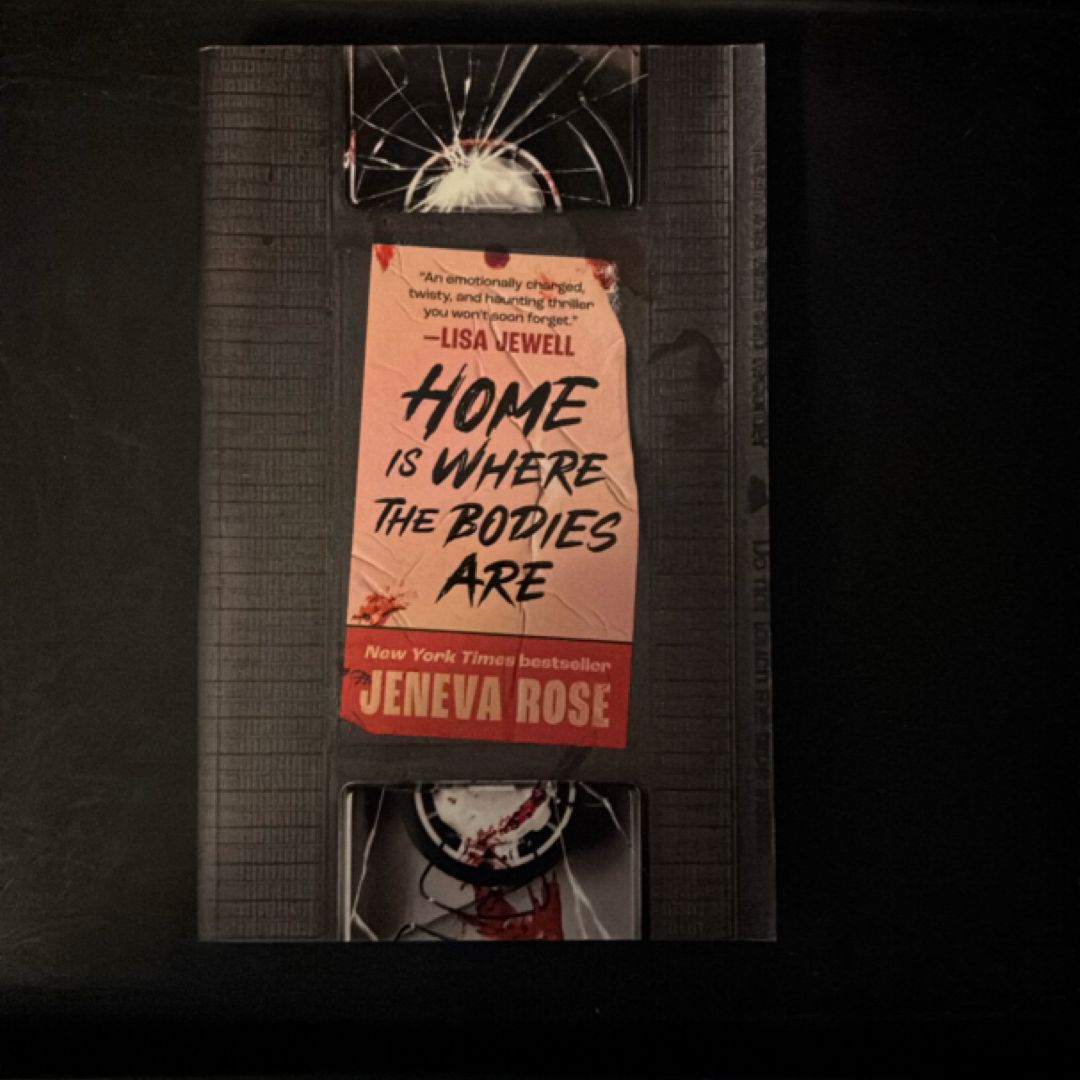 "An emotionally charged,
twisty, and haunting thriller
you won't soon forget."
—LISA JEWELL
HOME
IS WHERE
THE BODIES
ARE
New York Times bestseller
JENEVA ROSE